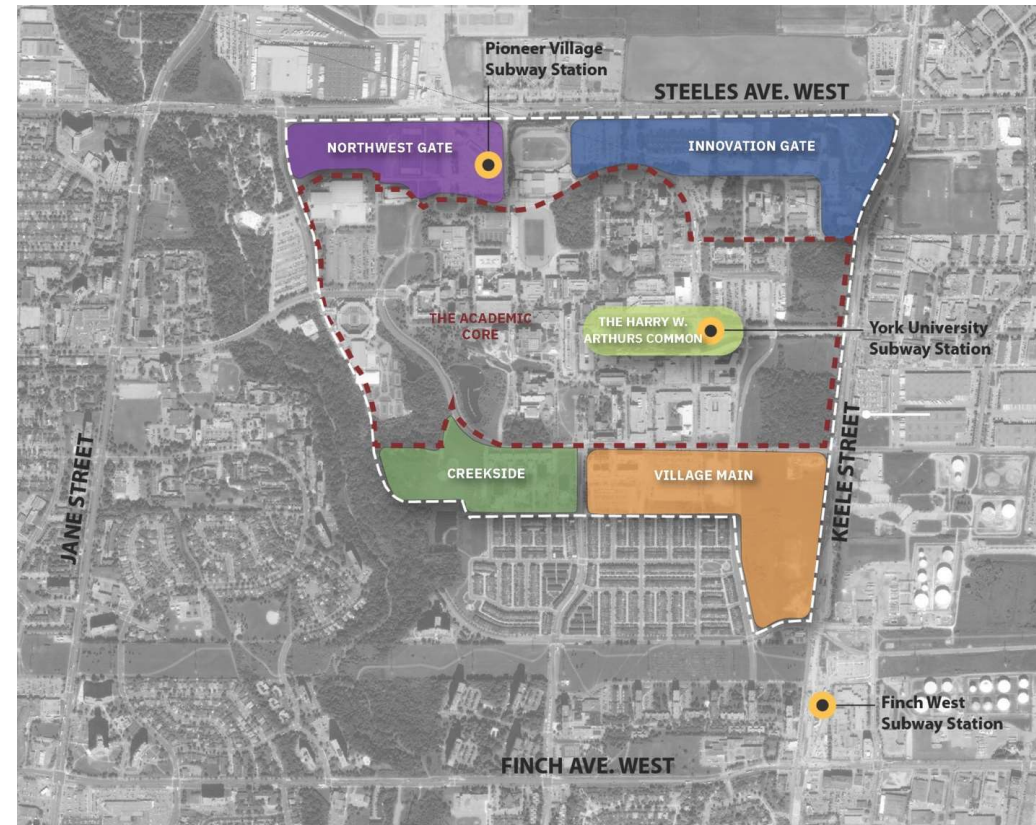 Pioneer Village
Subway Station
STEELES AVE. WEST
NORTHWEST GATE
INNOVATION GATE
THE ACADEMIC
CORE
THE HARRY W.
ARTHURS COMMON
York University
Subway Station
JANE STREET
KEELE STREET
CREEKSIDE
VILLAGE MAIN
Finch West
Subway Station
FINCH AVE. WEST